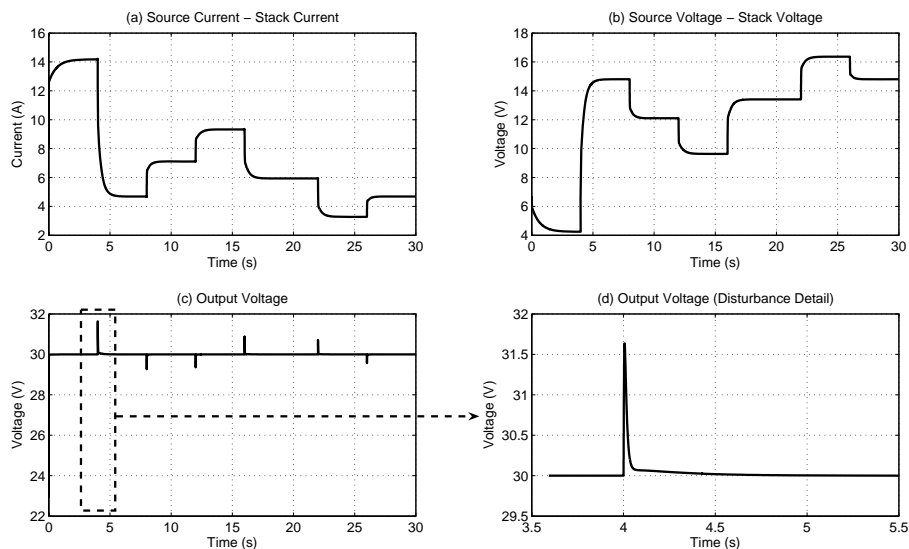 (a) Source Current – Stack Current
16
14
12
10
8
6
4
2
Current (A)
0 5 10 15 20 25 30
Time (s)
(b) Source Voltage – Stack Voltage
18
16
14
12
10
8
6
4
Voltage (V)
0 5 10 15 20 25 30
Time (s)
(c) Output Voltage
32
30
28
26
24
22
Voltage (V)
0 5 10 15 20 25 30
Time (s)
(d) Output Voltage (Disturbance Detail)
32
31.5
31
30.5
30
29.5
Voltage (V)
3.5 4 4.5 5 5.5
Time (s)